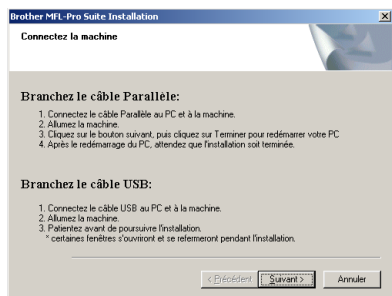 Brother MFL-Pro Suite Installation
Connectez la machine
Branchez le câble Parallèle:
1. Connectez le câble Parallèle au PC et à la machine.
2. Allumez la machine.
3. Cliquez sur le bouton suivant, puis cliquez sur Terminer pour redémarrer votre PC
4. Après le redémarrage du PC, attendez que l'installation soit terminée.
Branchez le câble USB:
1. Connectez le câble USB au PC et à la machine.
2. Allumez la machine.
3. Patientez avant de poursuivre l'installation.
* certaines fenêtres s'ouvriront et se refermeront pendant l'installation.
< Précédent Suivant > Annuler